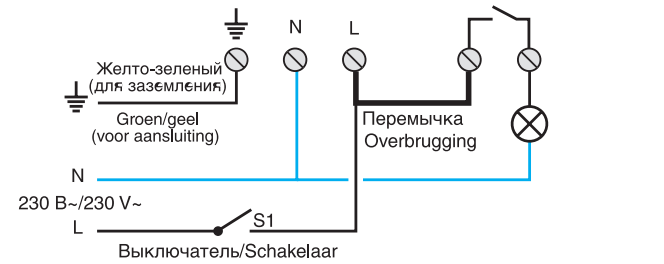 N
L
Желто-зеленый
(для заземления)
Groen/geel
(voor aansluiting)
Перемычка
Overbrugging
N
230 В~/230 V~
L
S1
Выключатель/Schakelaar